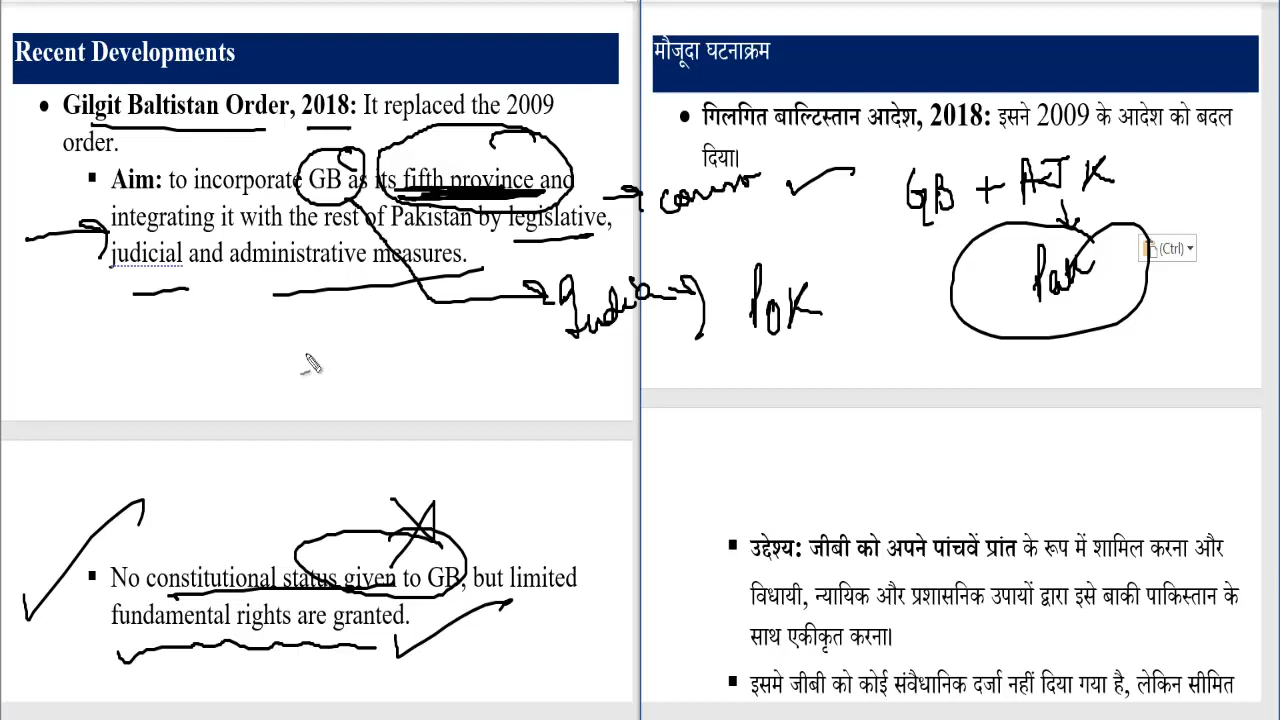 Recent Developments
• Gilgit Baltistan Order, 2018: It replaced the 2009
order.
▪ Aim: to incorporate GB as its fifth province and
integrating it with the rest of Pakistan by legislative,
judicial and administrative measures.
India → POK
▪ No constitutional status given to GB, but limited
fundamental rights are granted.
मौजूदा घटनाक्रम
• गिलगित बाल्टिस्तान आदेश, 2018: इसने 2009 के आदेश को बदल
दिया।
GB + AJK
Pak
(Ctrl)
▪ उद्देश्य: जीबी को अपने पांचवें प्रांत के रूप में शामिल करना और
विधायी, न्यायिक और प्रशासनिक उपायों द्वारा इसे बाकी पाकिस्तान के
साथ एकीकृत करना।
▪ इसमे जीबी को कोई संवैधानिक दर्जा नहीं दिया गया है, लेकिन सीमित